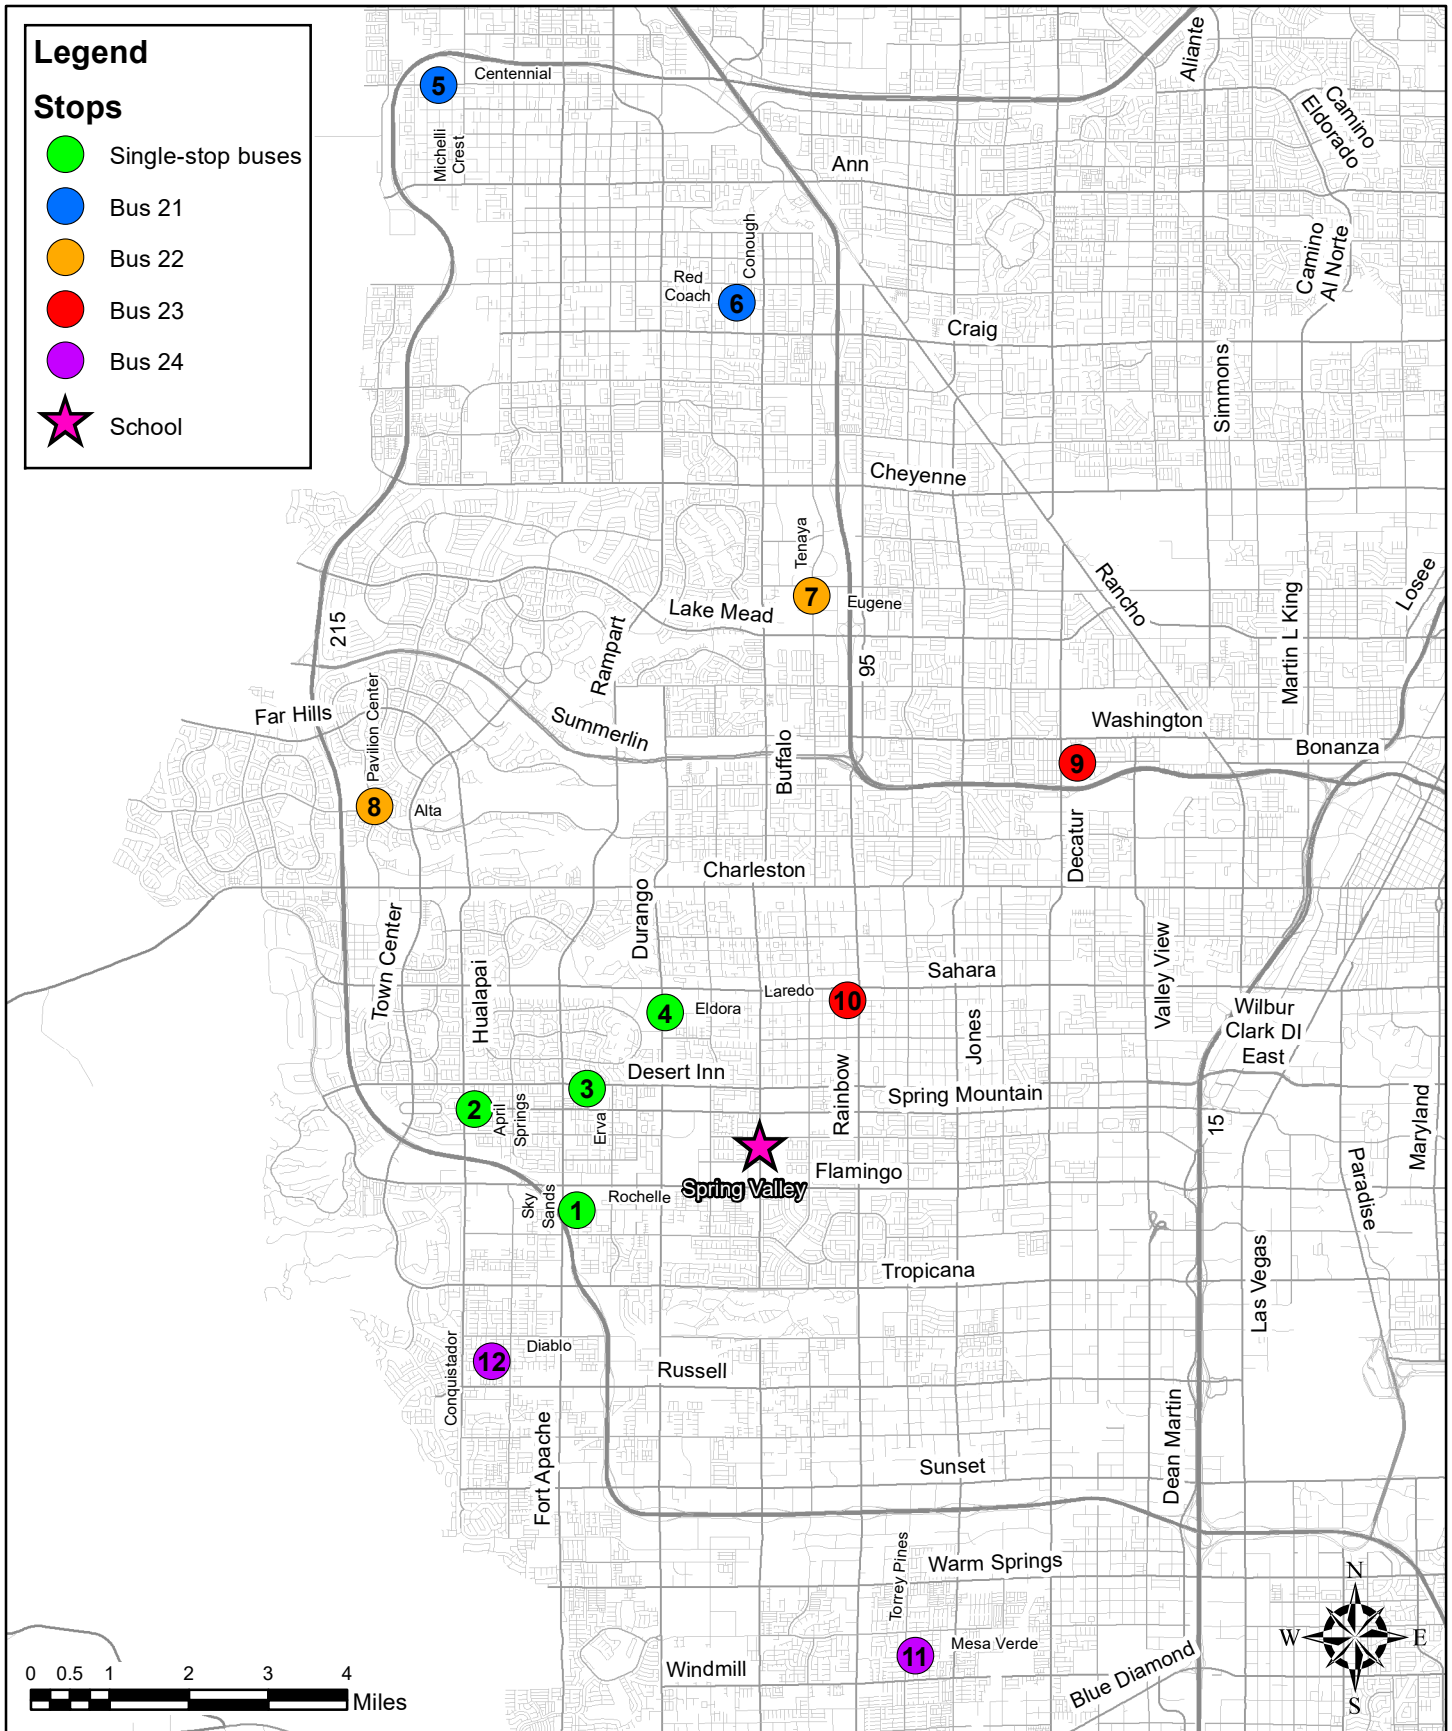 Legend
Stops
Single-stop buses
Bus 21
Bus 22
Bus 23
Bus 24
School
5
Centennial
Michelli
Crest
Aliante
Camino
Eldorado
Ann
Conough
Red
Coach
6
Camino
Al Norte
Craig
Simmons
Cheyenne
Tenaya
7
Eugene
Lake Mead
Rancho
Losee
Martin L King
215
Rampart
95
Pavilion Center
Far Hills
Summerlin
Washington
Buffalo
Bonanza
9
8
Alta
Decatur
Charleston
Durango
Town Center
Hualapai
Valley View
Sahara
Laredo
10
4
Eldora
Wilbur
Clark DI
East
Jones
Desert Inn
3
Rainbow
Spring Mountain
2
April
Springs
Erva
15
Maryland
Flamingo
Spring Valley
Paradise
Sky
Sands
Rochelle
1
Tropicana
Las Vegas
Conquistador
12
Diablo
Russell
Fort Apache
Dean Martin
Sunset
Torrey Pines
Warm Springs
11
Mesa Verde
Windmill
Blue Diamond
N
W
E
S
0 0.5 1 2 3 4
Miles